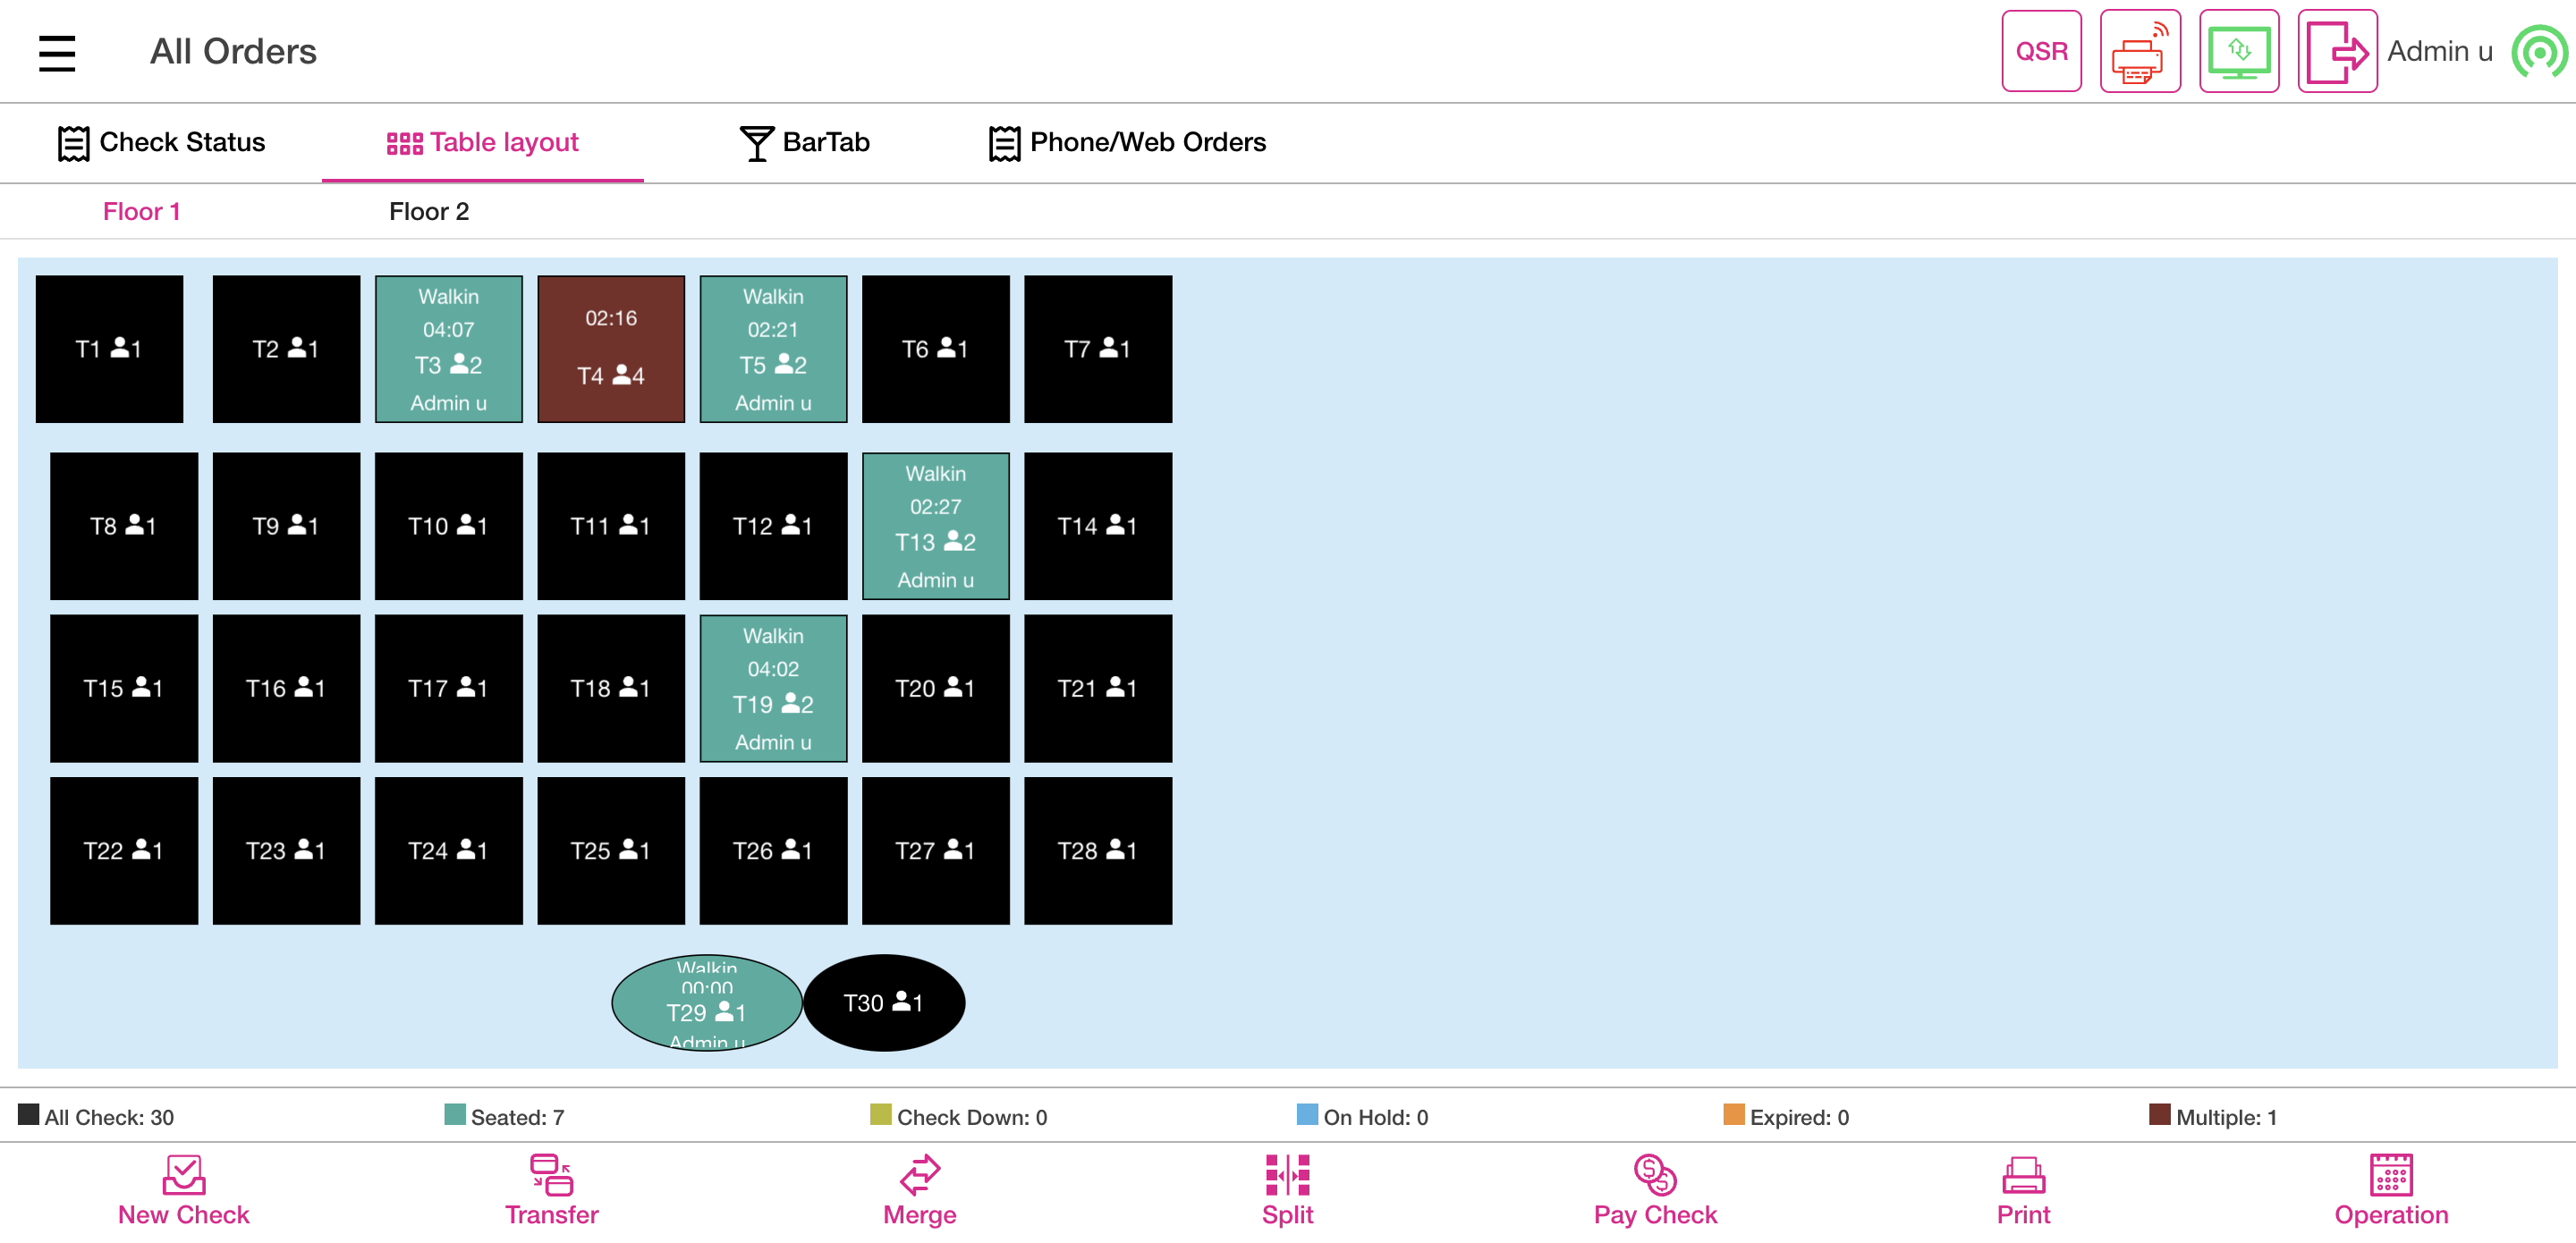 All Orders
QSR
Admin u
Check Status
Table layout
BarTab
Phone/Web Orders
Floor 1
Floor 2
T1 1
T2 1
Walkin
04:07
T3 2
Admin u
02:16
T4 4
Walkin
02:21
T5 2
Admin u
T6 1
T7 1
T8 1
T9 1
T10 1
T11 1
T12 1
Walkin
02:27
T13 2
Admin u
T14 1
T15 1
T16 1
T17 1
T18 1
Walkin
04:02
T19 2
Admin u
T20 1
T21 1
T22 1
T23 1
T24 1
T25 1
T26 1
T27 1
T28 1
Walkin
00:00
T29 1
Admin u
T30 1
All Check: 30
Seated: 7
Check Down: 0
On Hold: 0
Expired: 0
Multiple: 1
New Check
Transfer
Merge
Split
Pay Check
Print
Operation